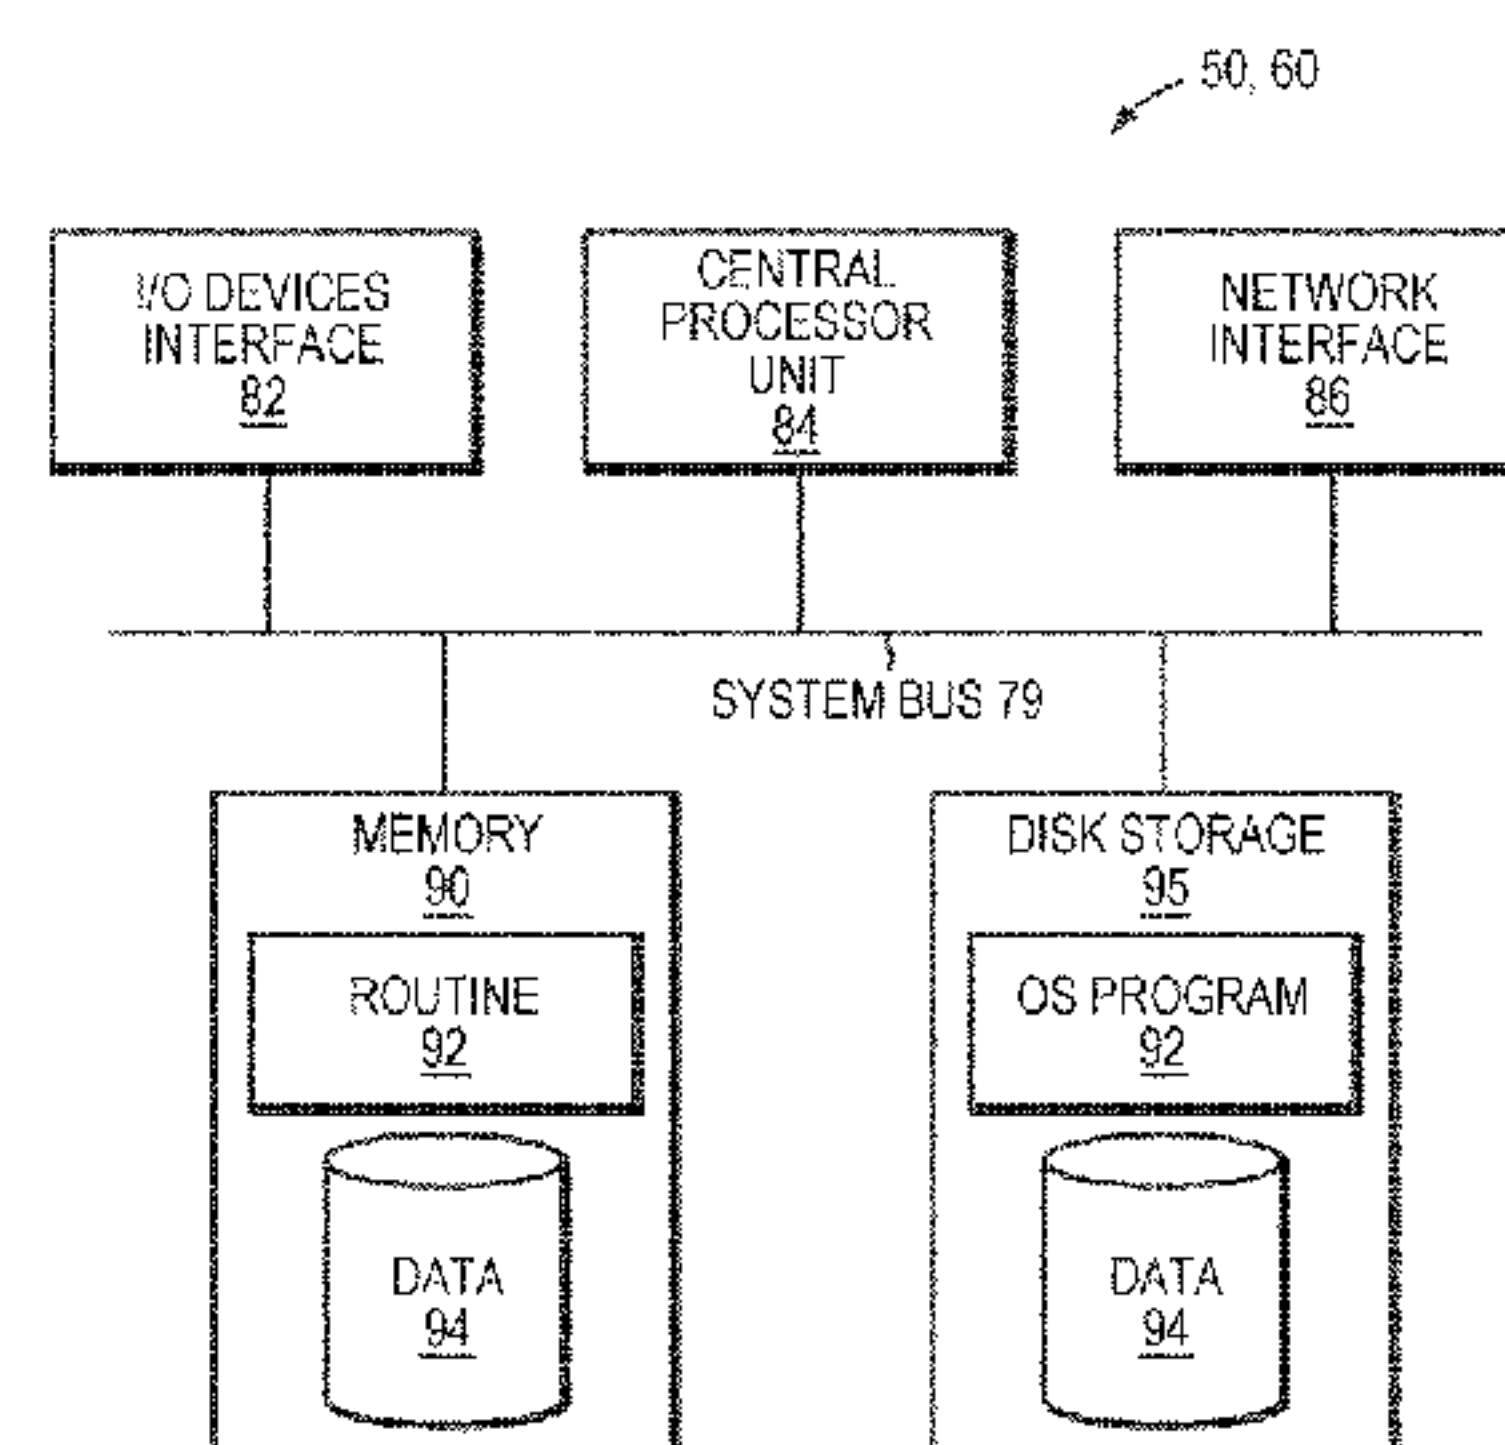 50, 60
I/O DEVICES
INTERFACE
82
CENTRAL
PROCESSOR
UNIT
84
NETWORK
INTERFACE
86
SYSTEM BUS 79
MEMORY
90
ROUTINE
92
DATA
94
DISK STORAGE
95
OS PROGRAM
92
DATA
94